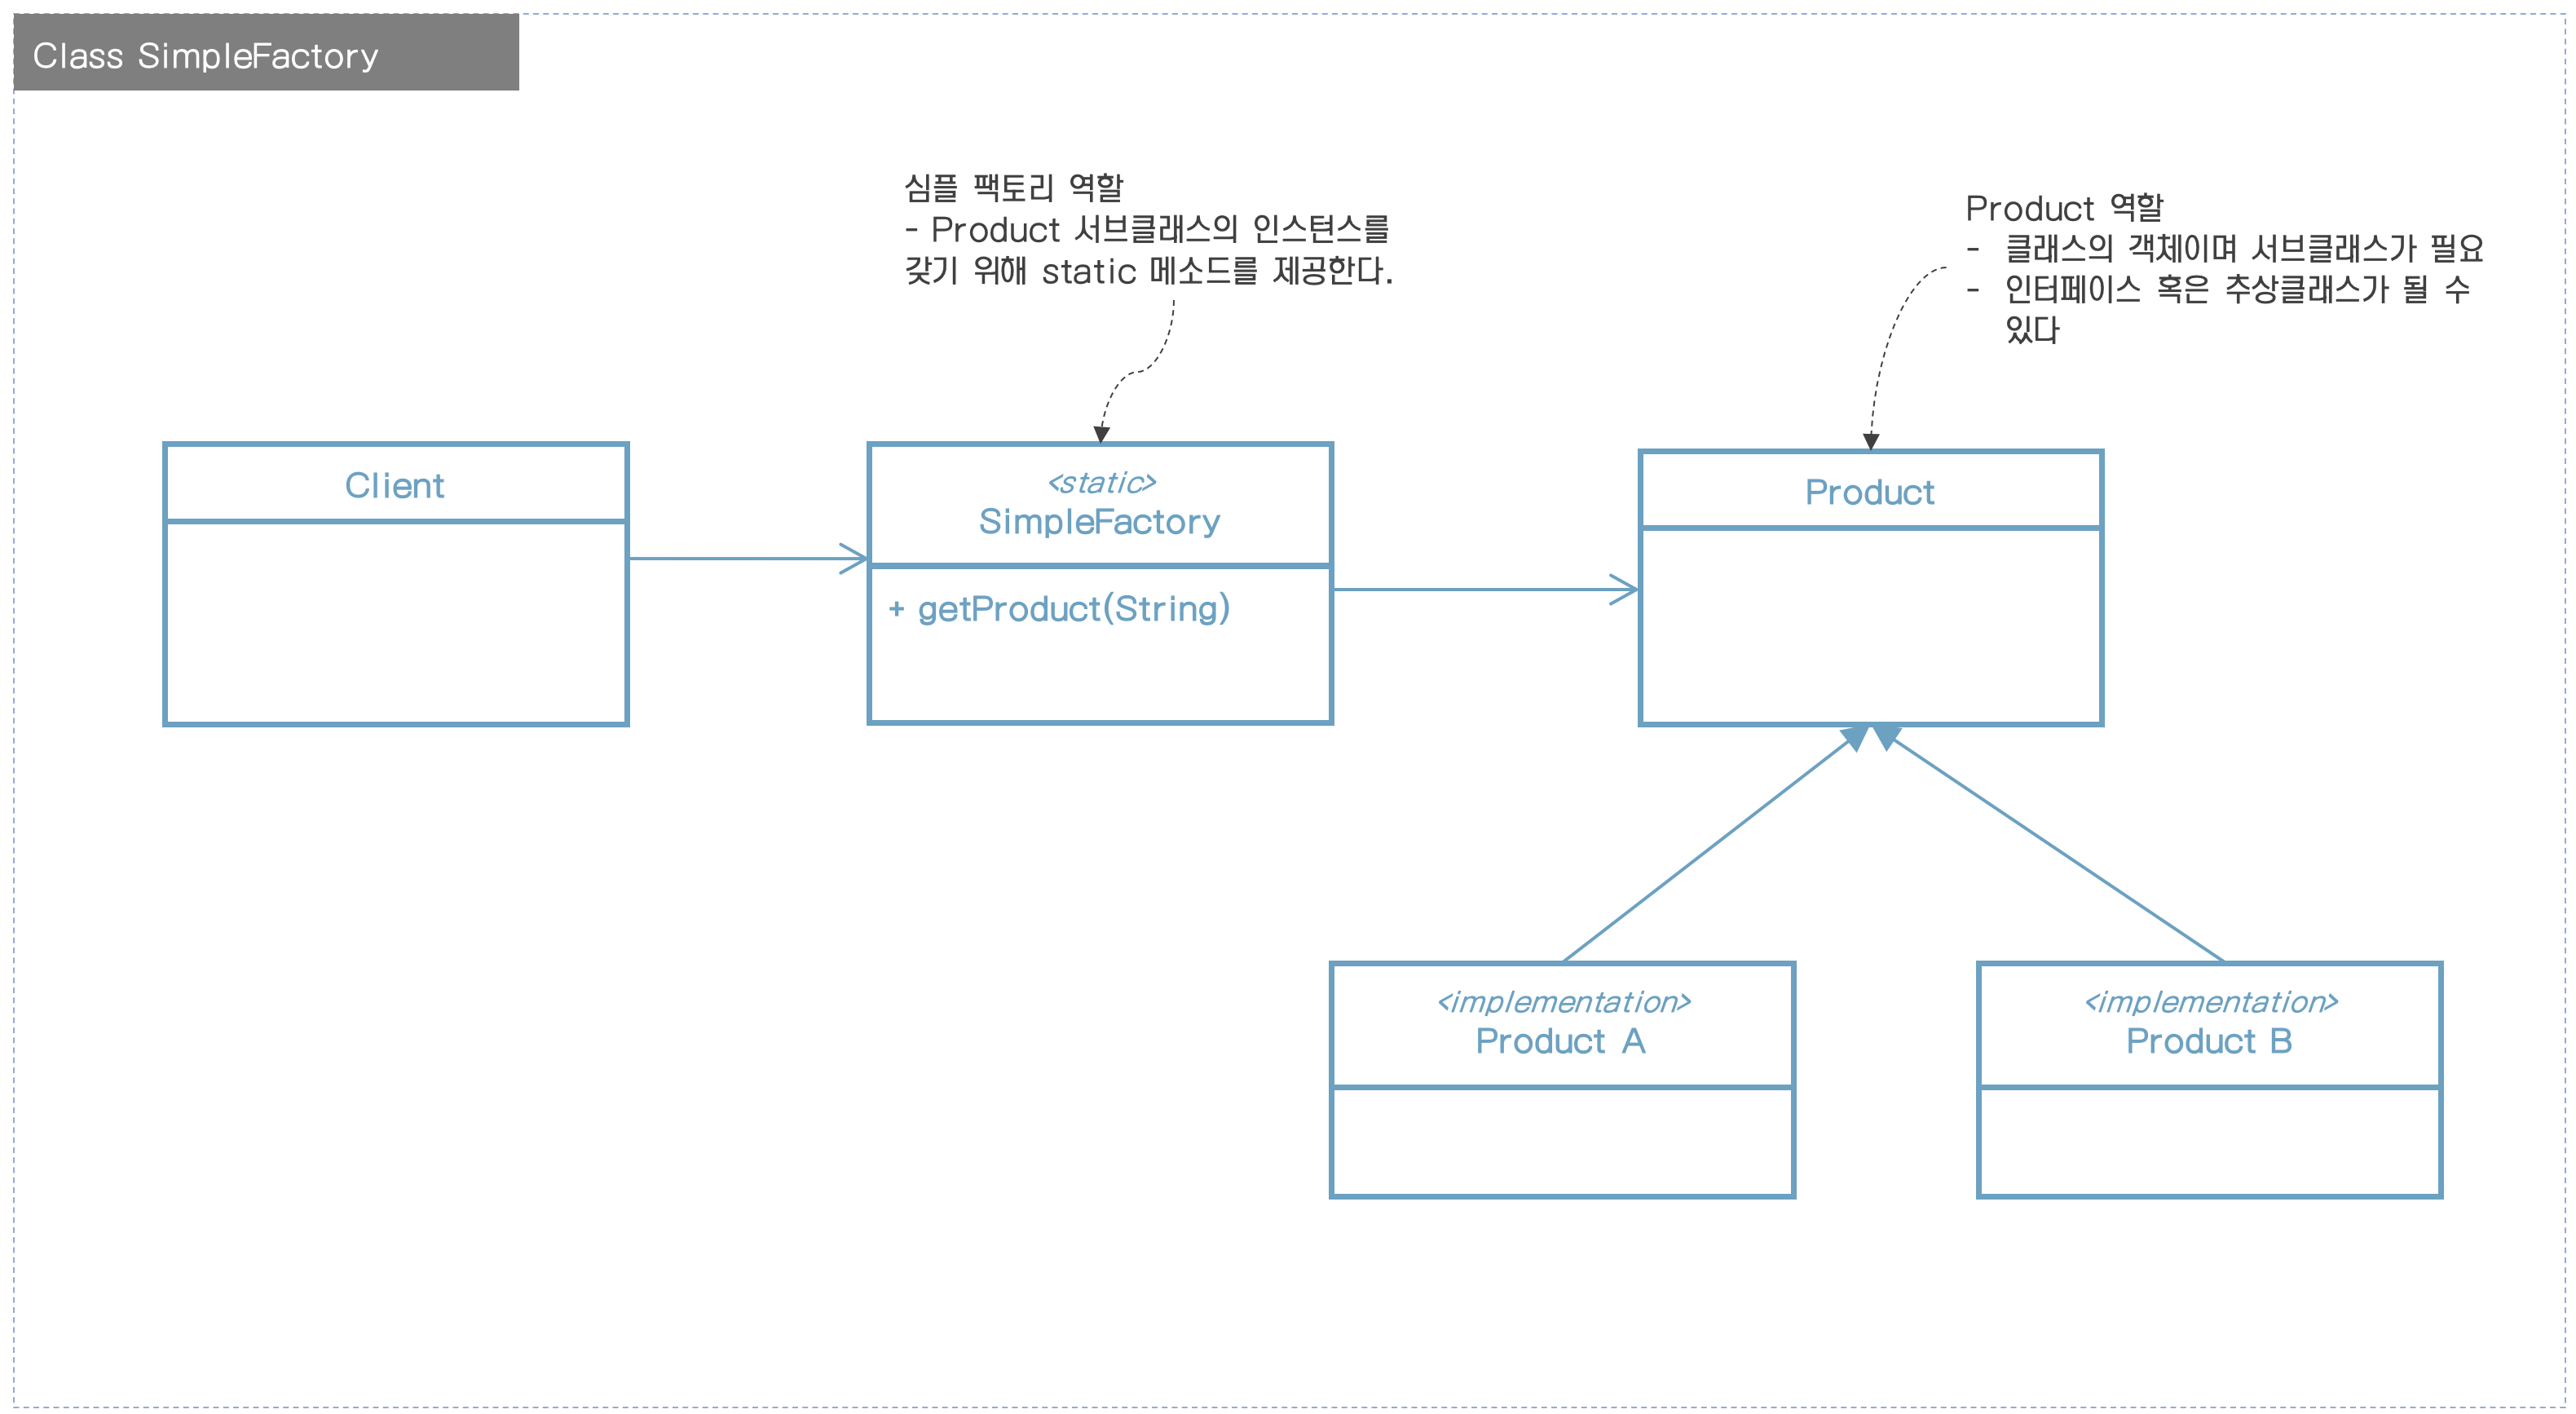 Class SimpleFactory
심플 팩토리 역할
- Product 서브클래스의 인스턴스를
갖기 위해 static 메소드를 제공한다.
Product 역할
- 클래스의 객체이며 서브클래스가 필요
- 인터페이스 혹은 추상클래스가 될 수
있다
Client
<static>
SimpleFactory
+ getProduct(String)
Product
<implementation>
Product A
<implementation>
Product B